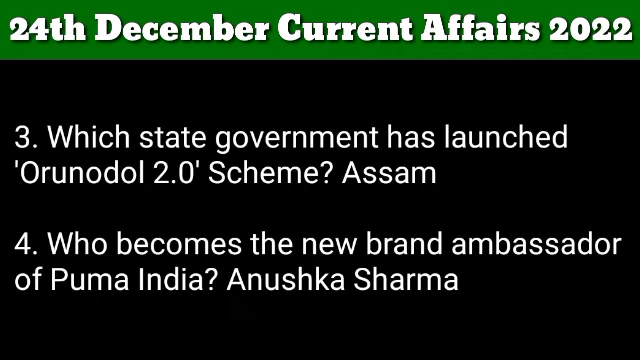 24th December Current Affairs 2022
3. Which state government has launched
'Orunodol 2.0' Scheme? Assam
4. Who becomes the new brand ambassador
of Puma India? Anushka Sharma